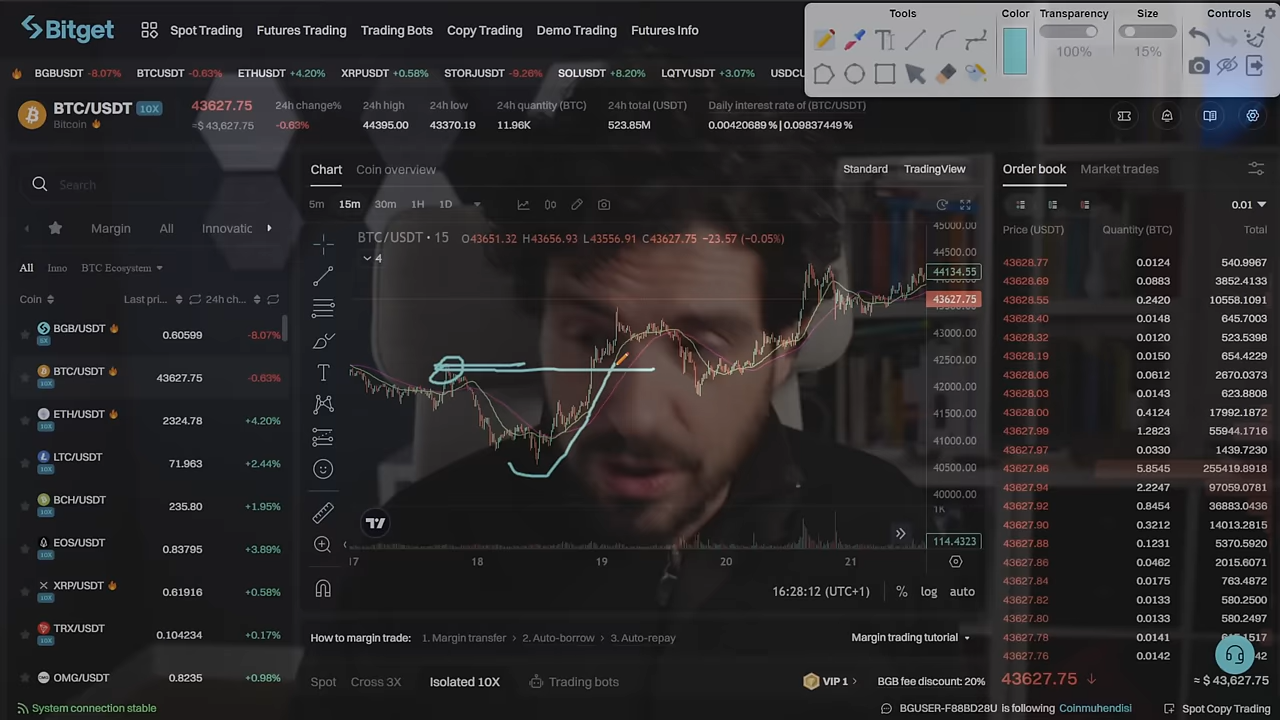 Bitget
Spot Trading
Futures Trading
Trading Bots
Copy Trading
Demo Trading
Futures Info
Tools
Color
Transparency
Size
Controls
100%
15%
BGBUSDT -8.07%
BTCUSDT -0.63%
ETHUSDT +4.20%
XRPUSDT +0.58%
STORJUSDT -9.26%
SOLUSDT +8.20%
LQTYUSDT +3.07%
USDCU
BTC/USDT 10X
Bitcoin
43627.75
≈$ 43,627.75
24h change%
-0.63%
24h high
44395.00
24h low
43370.19
24h quantity (BTC)
11.96K
24h total (USDT)
523.85M
Daily interest rate of (BTC/USDT)
0.00420689 % | 0.09837449 %
Search
Margin All Innovatic
All Inno BTC Ecosystem
Coin Last pri... 24h ch...
BGB/USDT 0.60599 -8.07%
5X
BTC/USDT 43627.75 -0.63%
10X
ETH/USDT 2324.78 +4.20%
10X
LTC/USDT 71.963 +2.44%
10X
BCH/USDT 235.80 +1.95%
10X
EOS/USDT 0.83795 +3.89%
10X
XRP/USDT 0.61916 +0.58%
10X
TRX/USDT 0.104234 +0.17%
10X
OMG/USDT 0.8235 +0.98%
System connection stable
Chart Coin overview
Standard TradingView
5m 15m 30m 1H 1D
BTC/USDT · 15 O43651.32 H43656.93 L43556.91 C43627.75 −23.57 (−0.05%)
4
45000.00
44500.00
44134.55
43627.75
43000.00
42500.00
42000.00
41500.00
41000.00
40500.00
40000.00
1K
114.4323
17 18 19 20 21
16:28:12 (UTC+1) % log auto
How to margin trade: 1. Margin transfer > 2. Auto-borrow > 3. Auto-repay
Margin trading tutorial
Spot Cross 3X Isolated 10X Trading bots
VIP 1 >
BGB fee discount: 20%
Order book Market trades
0.01
Price (USDT) Quantity (BTC) Total
43628.77 0.0124 540.9967
43628.69 0.0883 3852.4133
43628.55 0.2420 10558.1091
43628.40 0.0148 645.7003
43628.32 0.0120 523.5398
43628.19 0.0150 654.4229
43628.06 0.0612 2670.0373
43628.03 0.0143 623.8808
43628.00 0.4124 17992.1872
43627.99 1.2823 55944.1716
43627.97 0.0330 1439.7230
43627.96 5.8545 255419.8918
43627.94 2.2247 97059.0781
43627.92 0.8454 36883.0436
43627.90 0.3212 14013.2815
43627.88 0.1231 5370.5920
43627.86 0.0462 2015.6071
43627.84 0.0175 763.4872
43627.82 0.0133 580.2500
43627.80 0.0133 580.2497
43627.78 0.0141
43627.76 0.0142
43627.75 ↓ ≈ $ 43,627.75
BGUSER-F88BD28U is following Coinmuhendisi
Spot Copy Trading